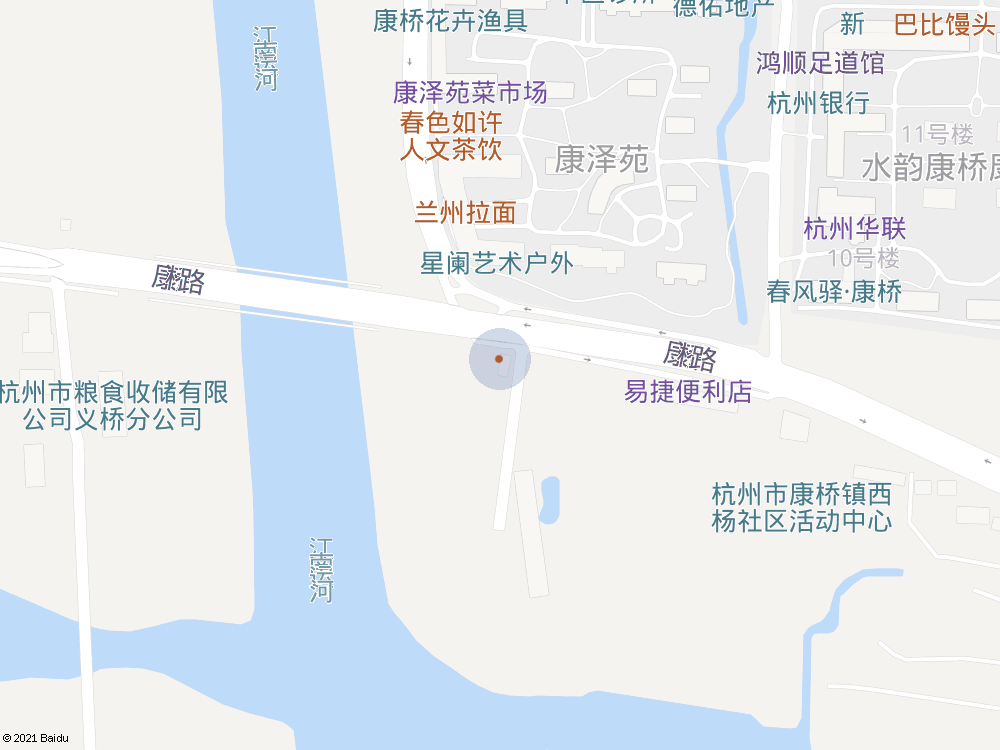 康桥花卉渔具
德佑地产
新
巴比馒头
江南运河
鸿顺足道馆
康泽苑菜市场
杭州银行
春色如许
人文茶饮
11号楼
康泽苑
水韵康桥
兰州拉面
杭州华联
10号楼
星阑艺术户外
康桥路
春风驿·康桥
康桥路
杭州市粮食收储有限
公司义桥分公司
易捷便利店
杭州市康桥镇西
杨社区活动中心
江南运河
© 2021 Baidu